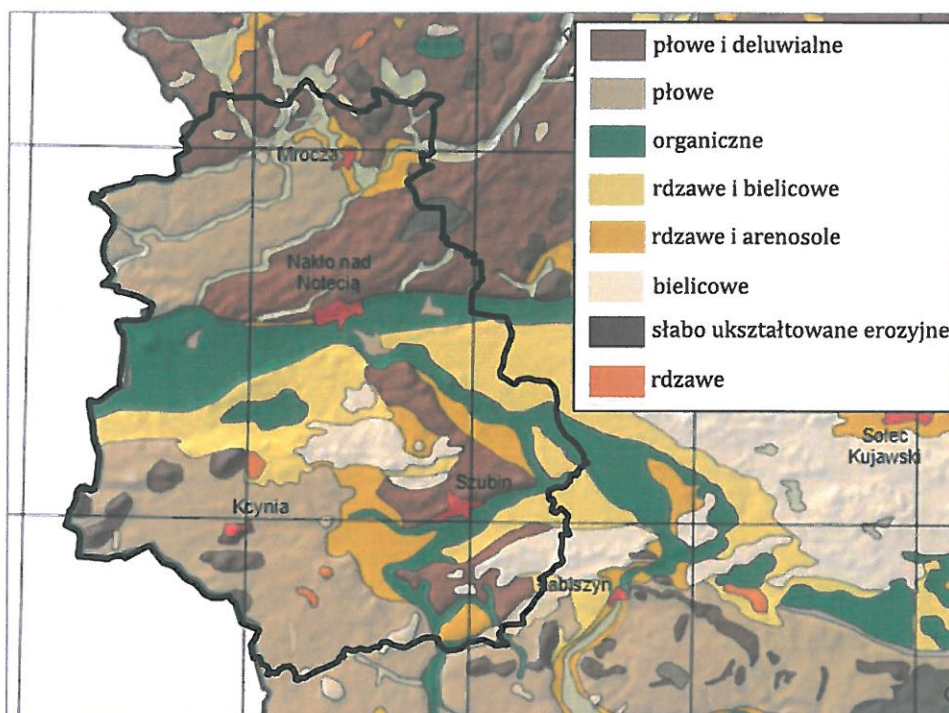 płowe i deluwialne
płowe
organiczne
rdzawe i bielicowe
rdzawe i arenosole
bielicowe
słabo ukształtowane erozyjne
rdzawe
Mrocza
Nakło nad
Notecią
Solec
Kujawski
Szubin
Kcynia
Łabiszyn